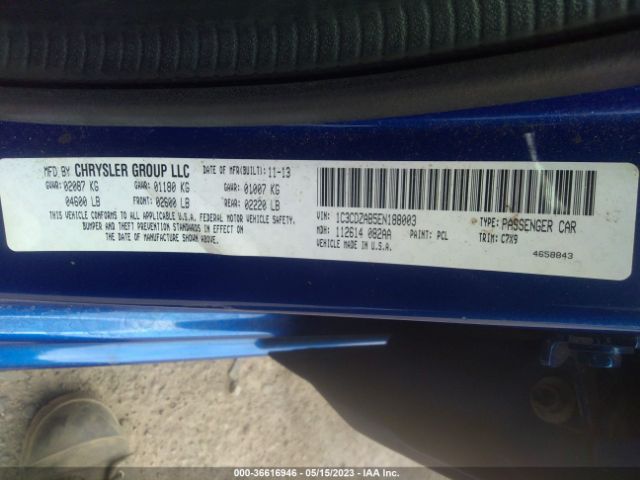 MFD BY CHRYSLER GROUP LLC DATE OF MFR(BUILT): 11-13
GVWR: 02087 KG GAWR: 01180 KG GAWR: 01007 KG
04600 LB FRONT: 02600 LB REAR: 02220 LB
THIS VEHICLE CONFORMS TO ALL APPLICABLE U.S.A. FEDERAL MOTOR VEHICLE SAFETY,
BUMPER AND THEFT PREVENTION STANDARDS IN EFFECT ON
THE DATE OF MANUFACTURE SHOWN ABOVE.
VIN: 1C3CDZAB5EN188003 TYPE: PASSENGER CAR
MDH: 112614 082AA PAINT: PCL TRIM: C7X9
VEHICLE MADE IN U.S.A.
4658843
000-36616946 - 05/15/2023 - IAA Inc.